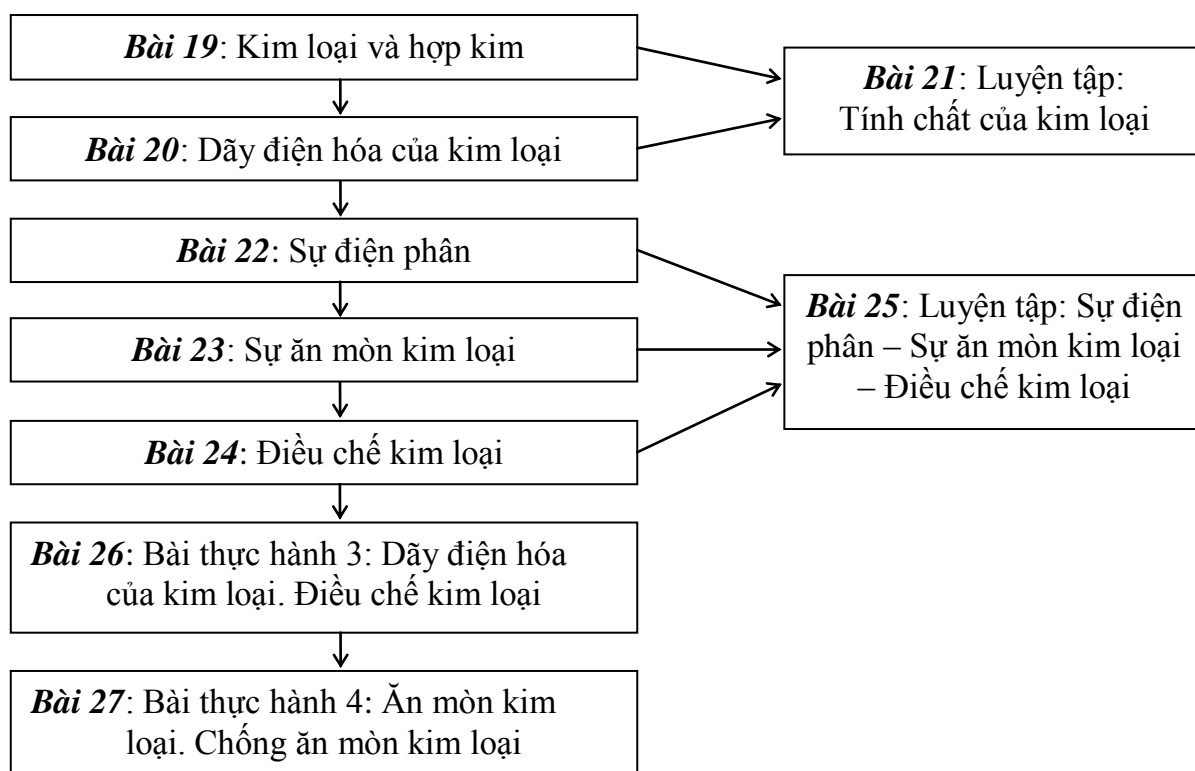 Bài 19: Kim loại và hợp kim
Bài 20: Dãy điện hóa của kim loại
Bài 21: Luyện tập:
Tính chất của kim loại
Bài 22: Sự điện phân
Bài 23: Sự ăn mòn kim loại
Bài 24: Điều chế kim loại
Bài 25: Luyện tập: Sự điện
phân – Sự ăn mòn kim loại
– Điều chế kim loại
Bài 26: Bài thực hành 3: Dãy điện hóa
của kim loại. Điều chế kim loại
Bài 27: Bài thực hành 4: Ăn mòn kim
loại. Chống ăn mòn kim loại